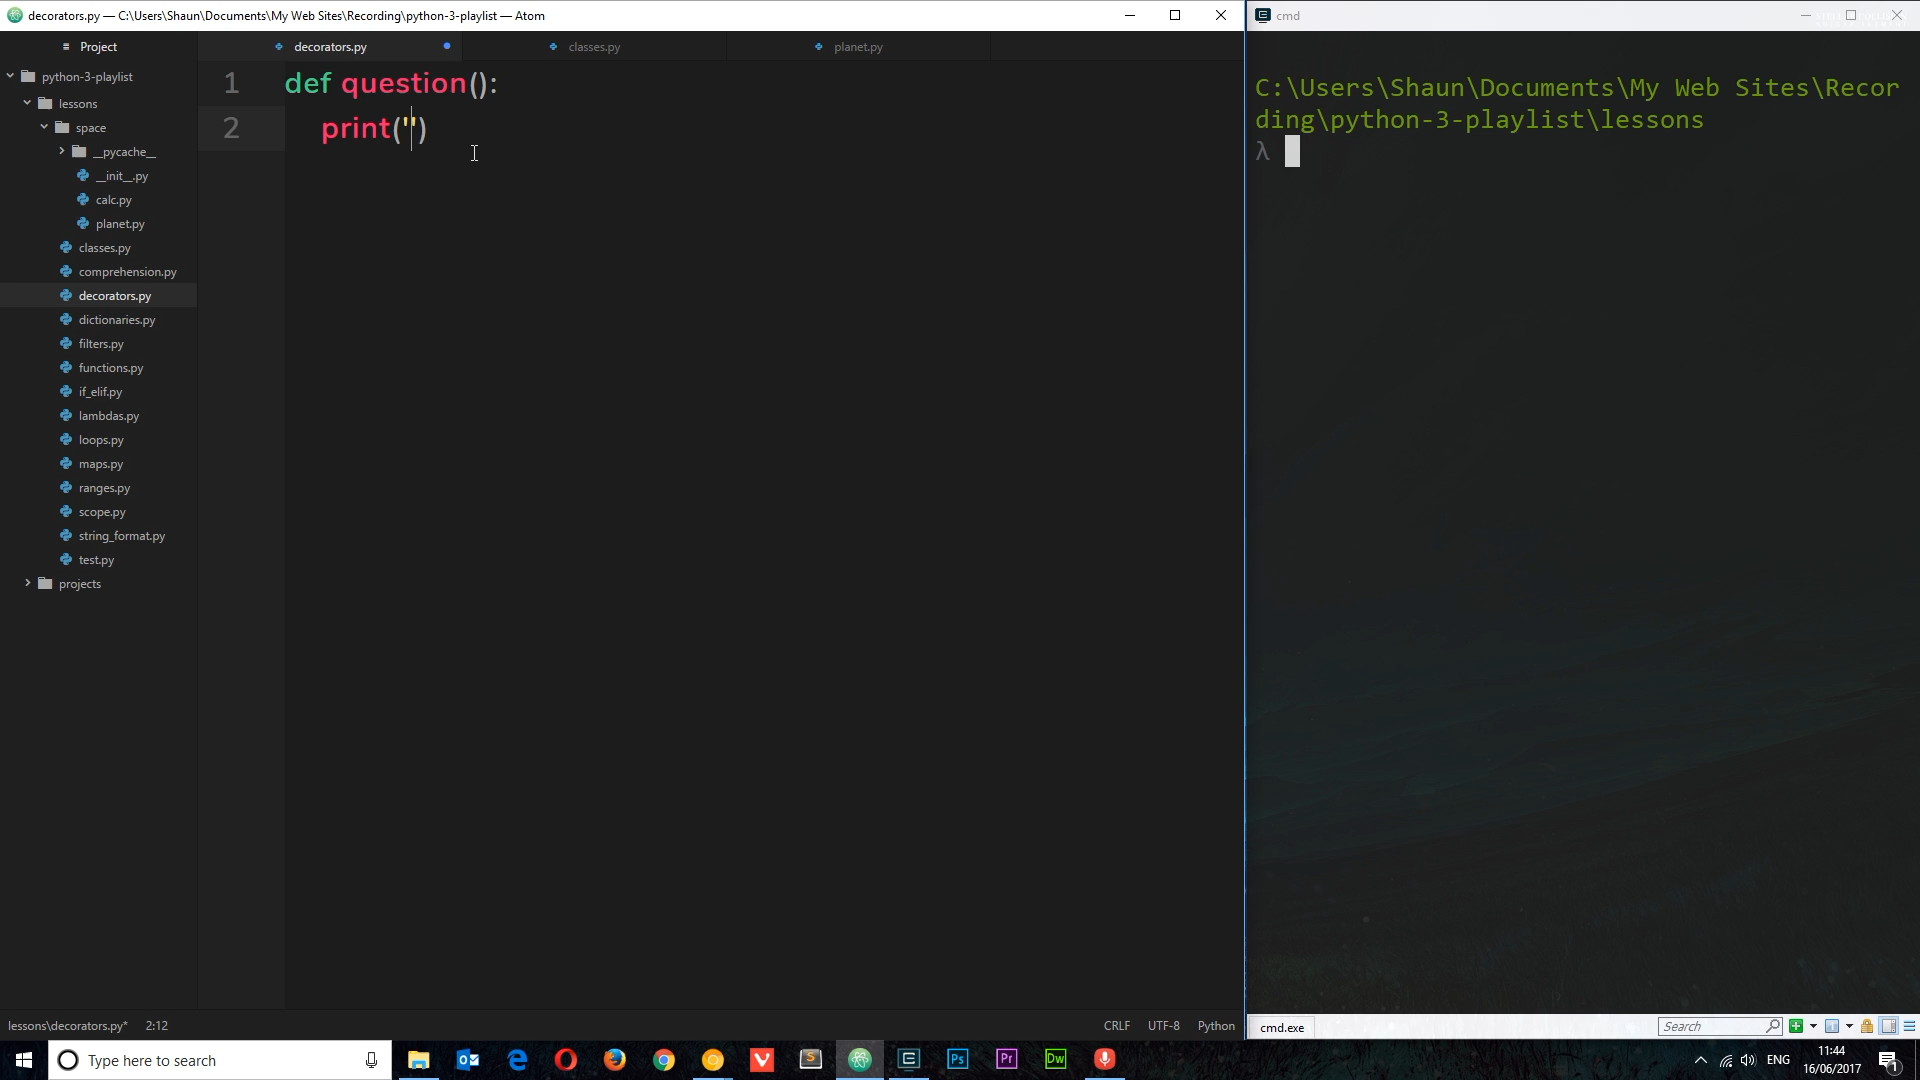 decorators.py — C:\Users\Shaun\Documents\My Web Sites\Recording\python-3-playlist — Atom
Project
decorators.py
classes.py
planet.py
python-3-playlist
lessons
space
__pycache__
__init__.py
calc.py
planet.py
classes.py
comprehension.py
decorators.py
dictionaries.py
filters.py
functions.py
if_elif.py
lambdas.py
loops.py
maps.py
ranges.py
scope.py
string_format.py
test.py
projects
1 def question():
2 print('')
lessons\decorators.py*
2:12
CRLF
UTF-8
Python
cmd
C:\Users\Shaun\Documents\My Web Sites\Recor
ding\python-3-playlist\lessons
λ
cmd.exe
Search
Type here to search
Ps
Pr
Dw
ENG
11:44
16/06/2017
1